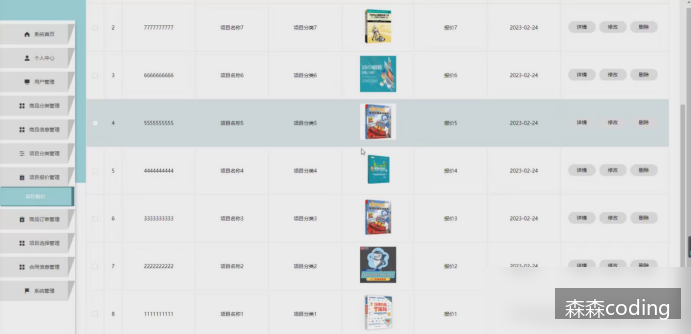 2 7777777777 项目名称7 项目分类7 报价7 2023-02-24 详情 修改 删除
系统首页
个人中心
3 6666666666 项目名称6 项目分类6 报价6 2023-02-24 详情 修改 删除
用户管理
商品分类管理
4 5555555555 项目名称5 项目分类5 报价5 2023-02-24 详情 修改 删除
商品信息管理
项目分类管理
5 4444444444 项目名称4 项目分类4 报价4 2023-02-24 详情 修改 删除
项目报价管理
项目报价
6 3333333333 项目名称3 项目分类3 报价3 2023-02-24 详情 修改 删除
商品订单管理
项目选择管理
7 2222222222 项目名称2 项目分类2 报价2 2023-02-24 详情 修改 删除
合同信息管理
系统管理
8 1111111111 项目名称1 项目分类1 报价1
森森coding